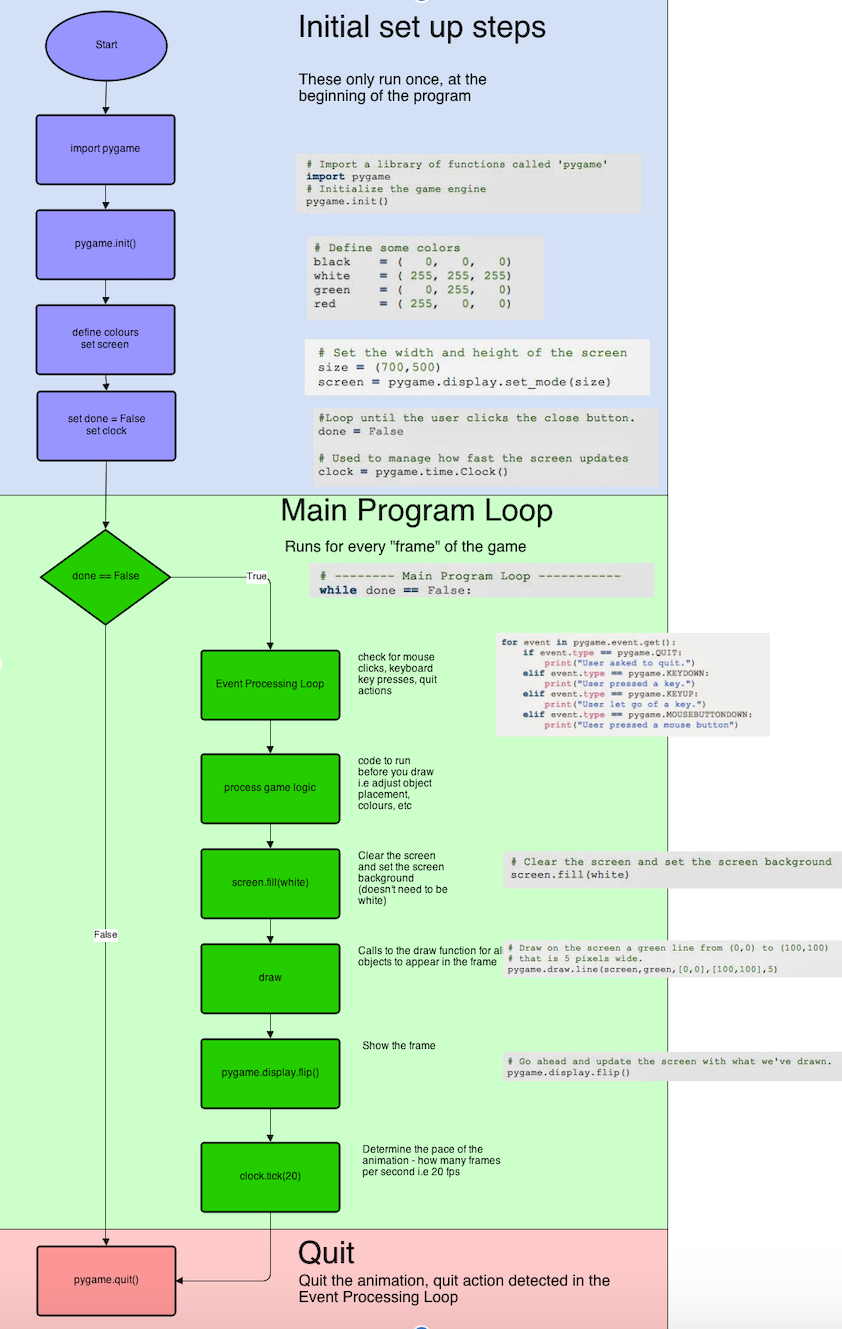 Start
Initial set up steps
These only run once, at the
beginning of the program
import pygame
# Import a library of functions called 'pygame'
import pygame
# Initialize the game engine
pygame.init()
pygame.init()
# Define some colors
black = ( 0, 0, 0)
white = ( 255, 255, 255)
green = ( 0, 255, 0)
red = ( 255, 0, 0)
define colours
set screen
# Set the width and height of the screen
size = (700,500)
screen = pygame.display.set_mode(size)
set done = False
set clock
#Loop until the user clicks the close button.
done = False
# Used to manage how fast the screen updates
clock = pygame.time.Clock()
Main Program Loop
Runs for every "frame" of the game
done == False
True
# -------- Main Program Loop -----------
while done == False:
Event Processing Loop
check for mouse
clicks, keyboard
key presses, quit
actions
for event in pygame.event.get():
if event.type == pygame.QUIT:
print("User asked to quit.")
elif event.type == pygame.KEYDOWN:
print("User pressed a key.")
elif event.type == pygame.KEYUP:
print("User let go of a key.")
elif event.type == pygame.MOUSEBUTTONDOWN:
print("User pressed a mouse button")
process game logic
code to run
before you draw
i.e adjust object
placement,
colours, etc
screen.fill(white)
Clear the screen
and set the screen
background
(doesn't need to be
white)
# Clear the screen and set the screen background
screen.fill(white)
False
draw
Calls to the draw function for all
objects to appear in the frame
# Draw on the screen a green line from (0,0) to (100,100)
# that is 5 pixels wide.
pygame.draw.line(screen,green,[0,0],[100,100],5)
pygame.display.flip()
Show the frame
# Go ahead and update the screen with what we've drawn.
pygame.display.flip()
clock.tick(20)
Determine the pace of the
animation - how many frames
per second i.e 20 fps
pygame.quit()
Quit
Quit the animation, quit action detected in the
Event Processing Loop